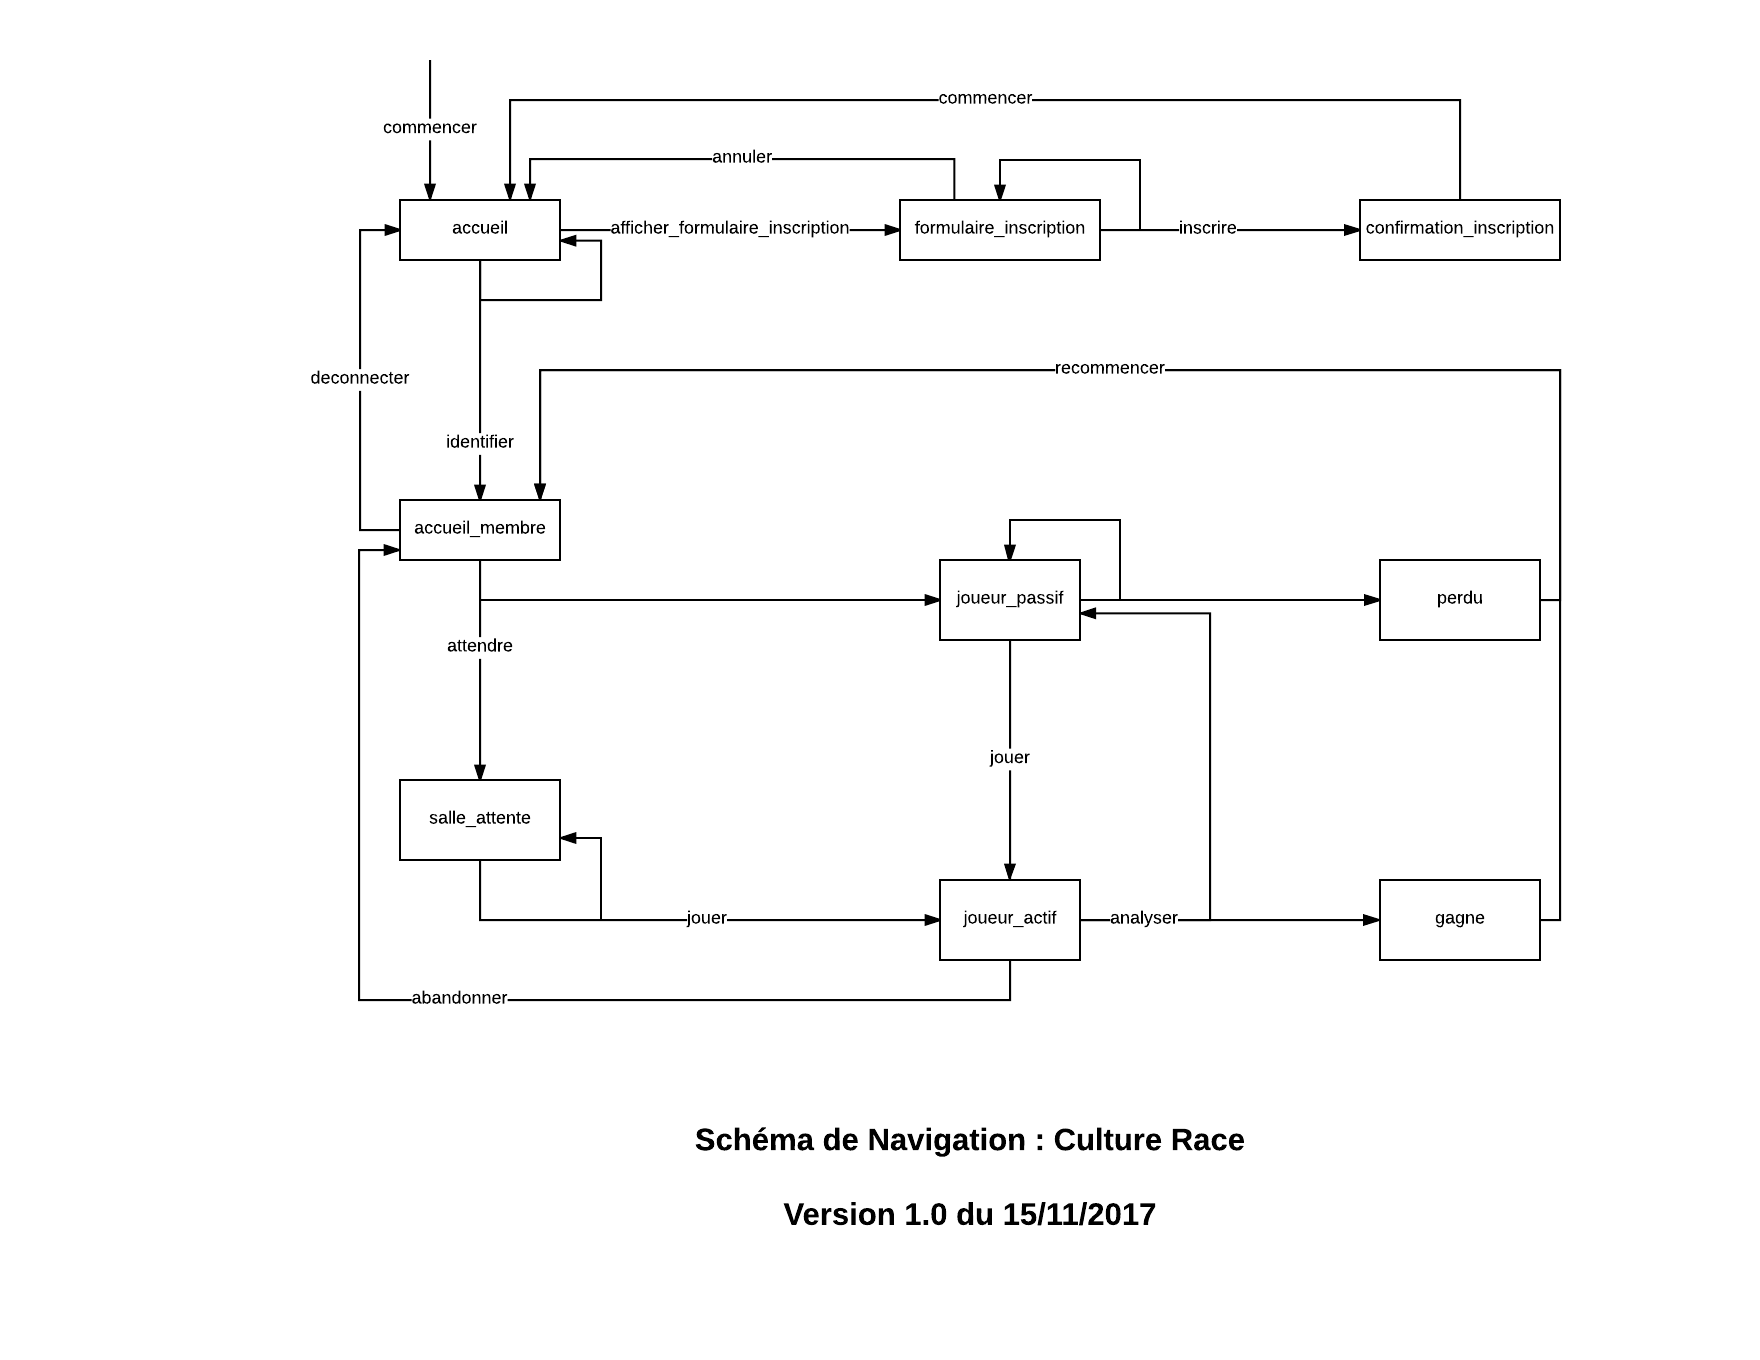 commencer
commencer
annuler
accueil
afficher_formulaire_inscription
formulaire_inscription
inscrire
confirmation_inscription
deconnecter
recommencer
identifier
accueil_membre
joueur_passif
perdu
attendre
jouer
salle_attente
jouer
joueur_actif
analyser
gagne
abandonner
Schéma de Navigation : Culture Race
Version 1.0 du 15/11/2017